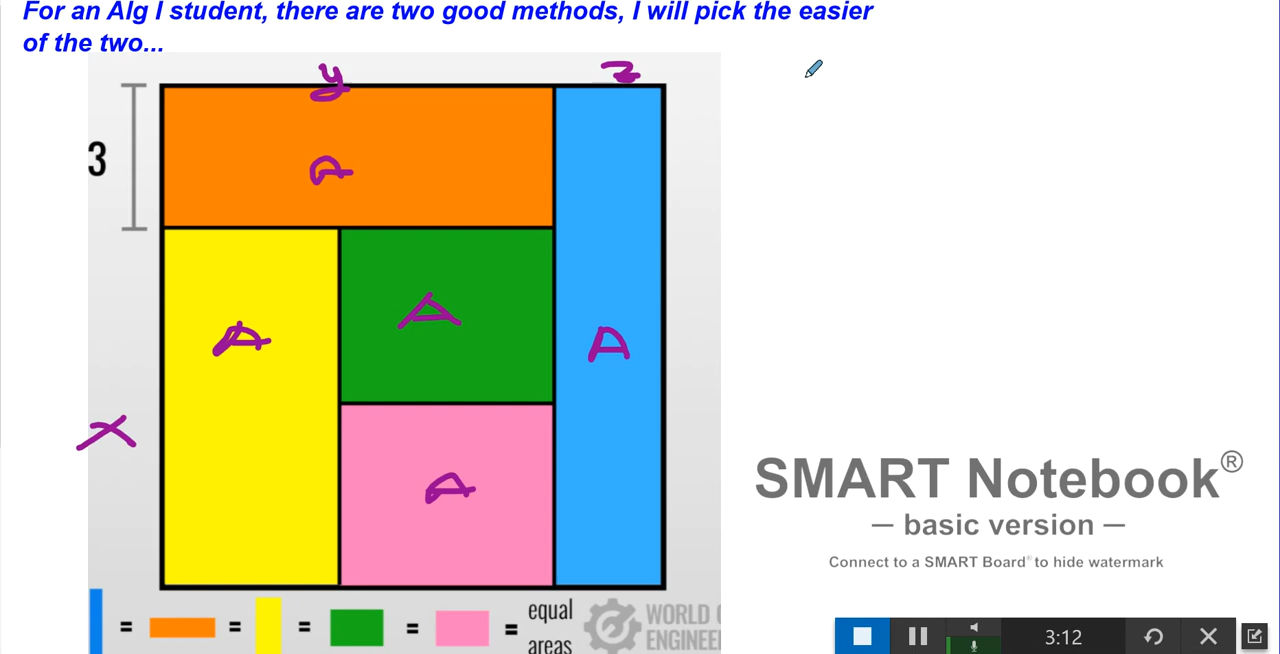 For an Alg I student, there are two good methods, I will pick the easier
of the two...
y
z
3
A
A
A
A
x
A
SMART Notebook®
— basic version —
Connect to a SMART Board® to hide watermark
= = = = = equal
areas
WORLD
ENGINEE
3:12